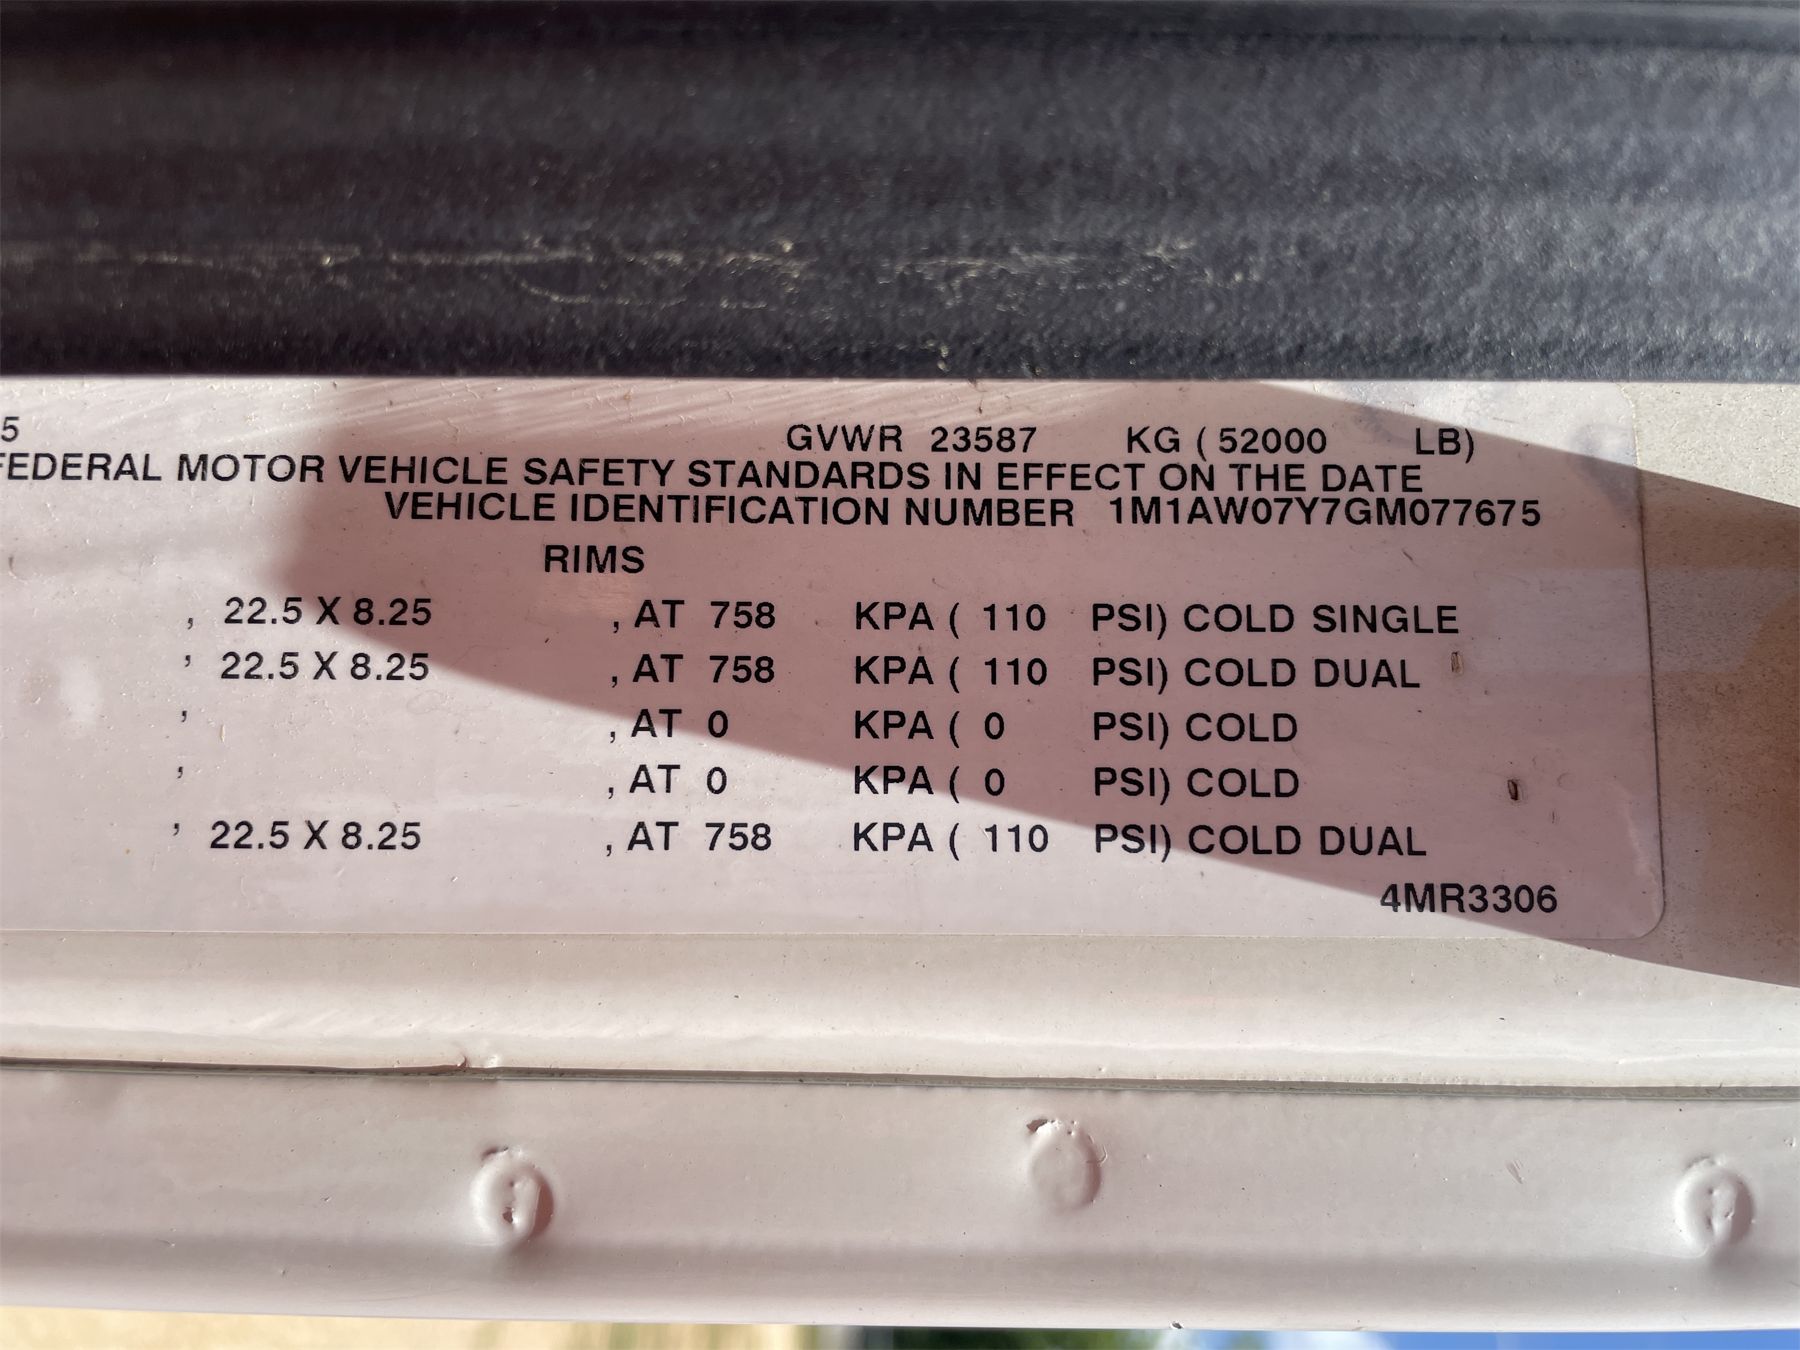 5
GVWR 23587 KG ( 52000 LB)
FEDERAL MOTOR VEHICLE SAFETY STANDARDS IN EFFECT ON THE DATE
VEHICLE IDENTIFICATION NUMBER 1M1AW07Y7GM077675
RIMS
, 22.5 X 8.25 , AT 758 KPA ( 110 PSI) COLD SINGLE
, 22.5 X 8.25 , AT 758 KPA ( 110 PSI) COLD DUAL
, , AT 0 KPA ( 0 PSI) COLD
, , AT 0 KPA ( 0 PSI) COLD
, 22.5 X 8.25 , AT 758 KPA ( 110 PSI) COLD DUAL
4MR3306